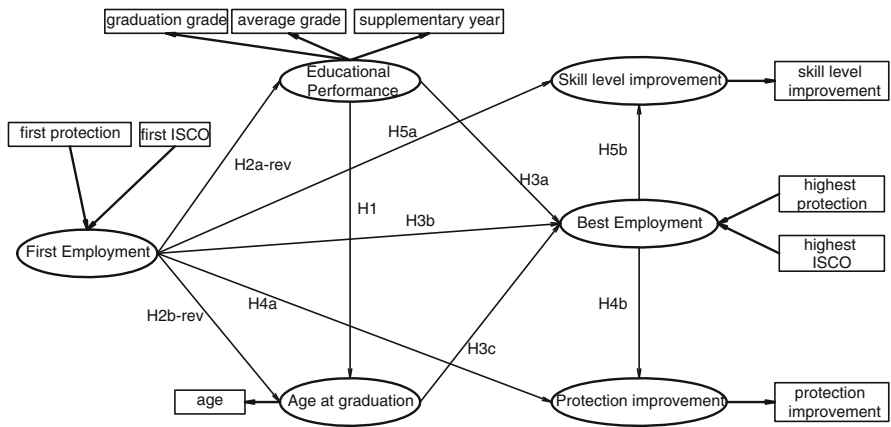 graduation grade
average grade
supplementary year
Educational
Performance
Skill level improvement
skill level
improvement
first protection
first ISCO
H5a
H5b
H2a-rev
H3a
H1
highest
protection
H3b
Best Employment
First Employment
highest
ISCO
H4a
H4b
H2b-rev
H3c
age
Age at graduation
Protection improvement
protection
improvement